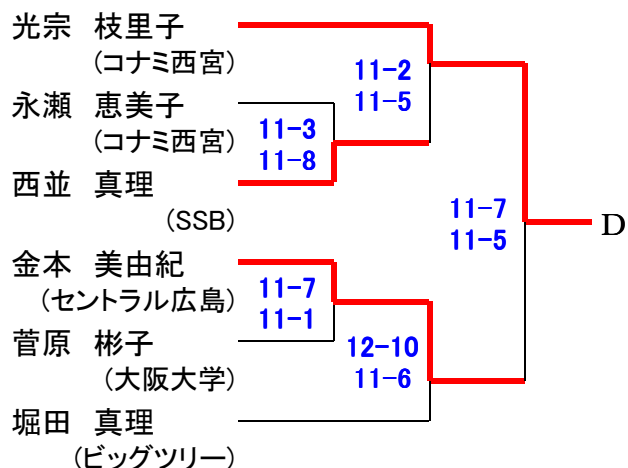 光宗　枝里子
(コナミ西宮)
永瀬　恵美子
(コナミ西宮)
西並　真理
(SSB)
金本　美由紀
(セントラル広島)
菅原　彬子
(大阪大学)
堀田　真理
(ビッグツリー)
11-3
11-8
11-7
11-1
11-2
11-5
12-10
11-6
11-7
11-5
D